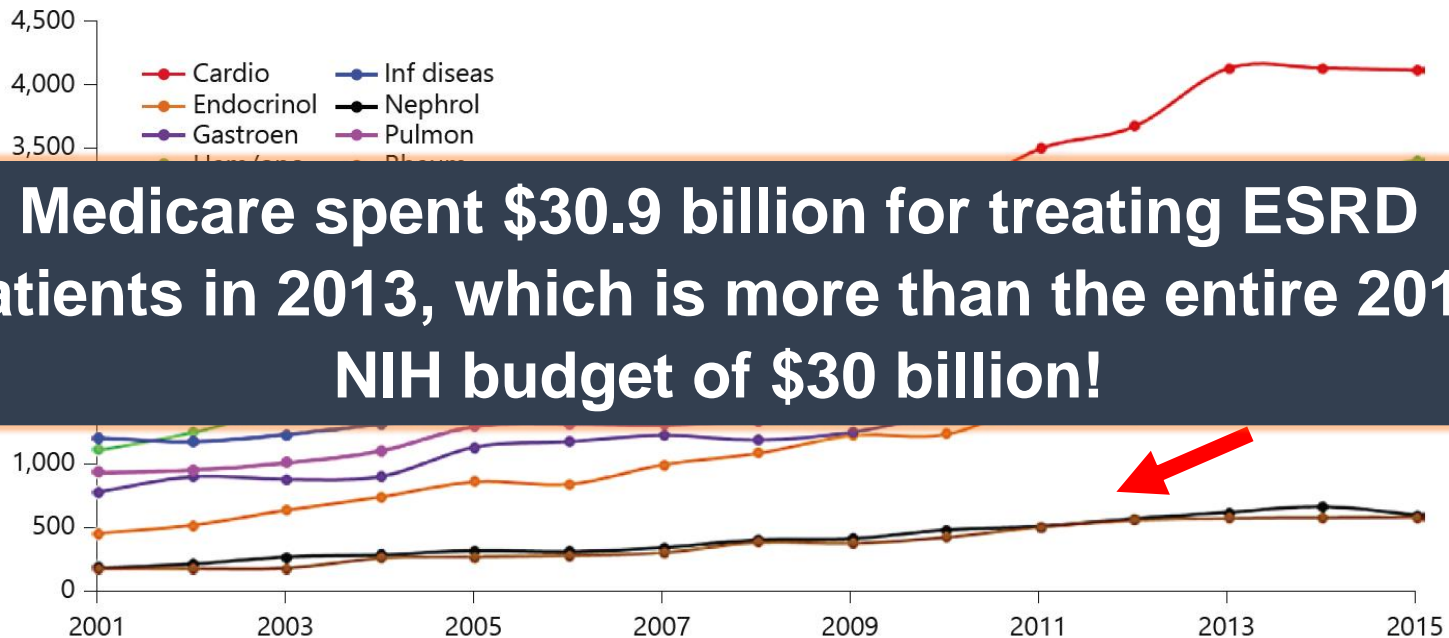 4,500
4,000
3,500
1,000
500
0
Cardio
Endocrinol
Gastroen
Inf diseas
Nephrol
Pulmon
Medicare spent $30.9 billion for treating ESRD
atients in 2013, which is more than the entire 201
NIH budget of $30 billion!
2001 2003 2005 2007 2009 2011 2013 2015